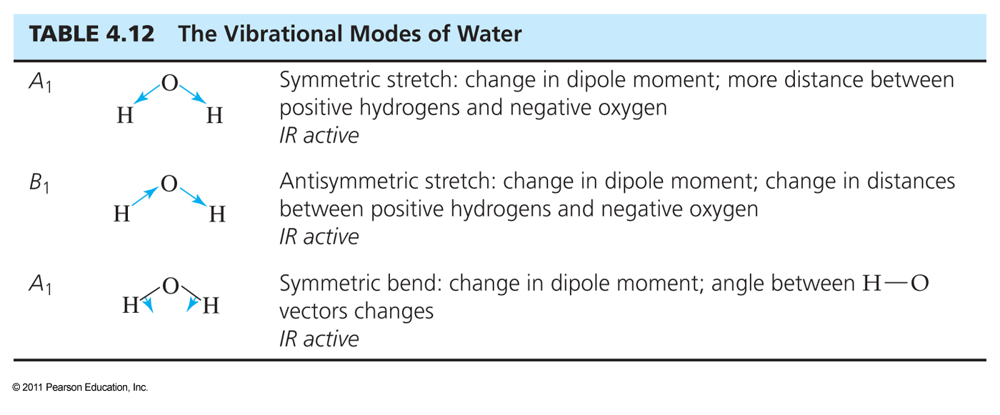 TABLE 4.12 The Vibrational Modes of Water
A₁
O
H H
Symmetric stretch: change in dipole moment; more distance between
positive hydrogens and negative oxygen
IR active
B₁
O
H H
Antisymmetric stretch: change in dipole moment; change in distances
between positive hydrogens and negative oxygen
IR active
A₁
O
H H
Symmetric bend: change in dipole moment; angle between H—O
vectors changes
IR active
© 2011 Pearson Education, Inc.